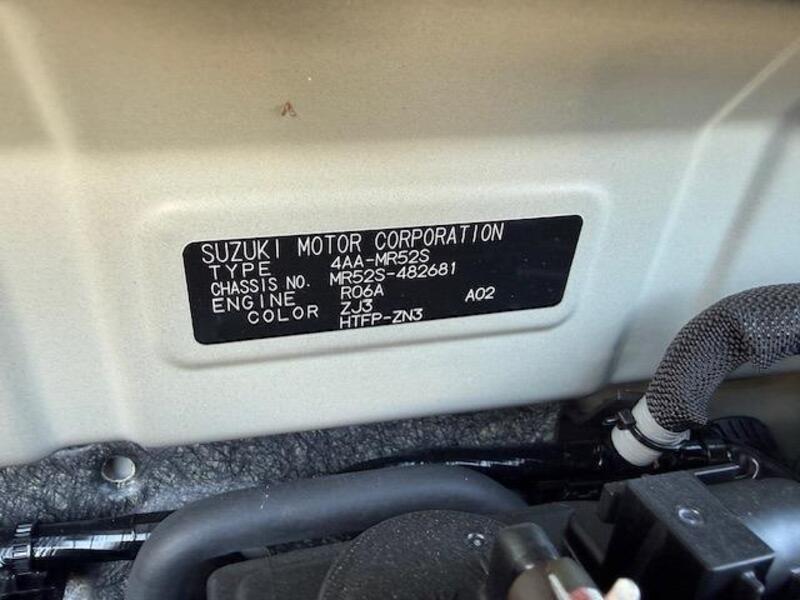 SUZUKI MOTOR CORPORATION
TYPE 4AA-MR52S
CHASSIS NO. MR52S-482681
ENGINE R06A A02
COLOR ZJ3
HTFP-ZN3